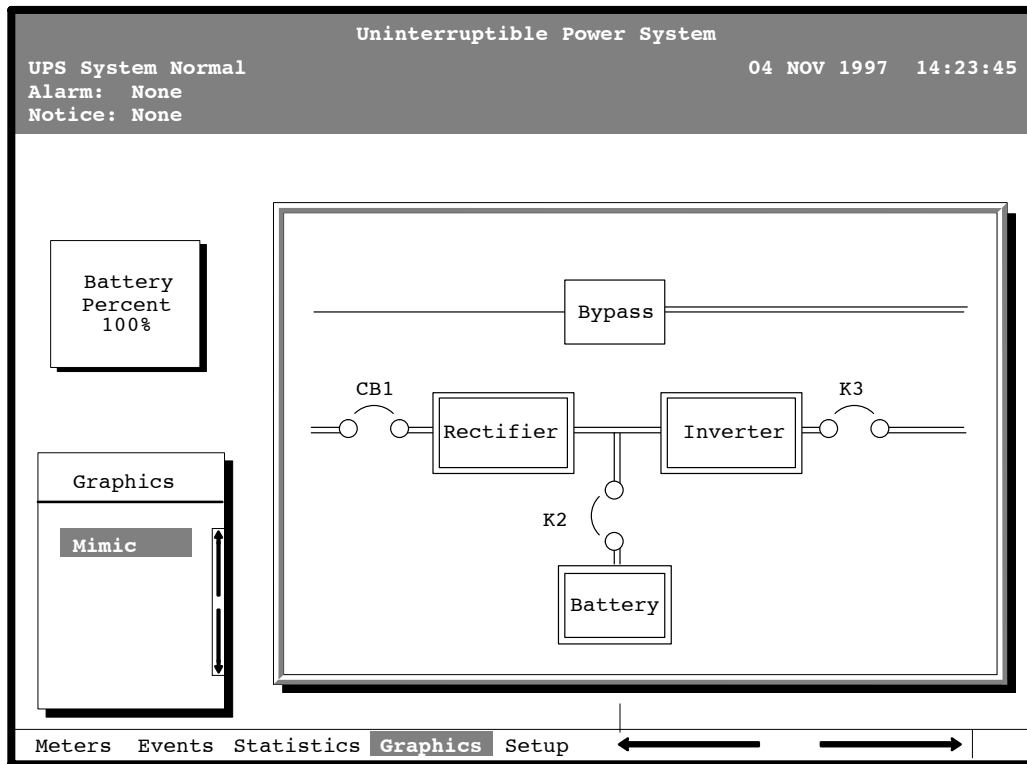 Uninterruptible Power System
UPS System Normal 04 NOV 1997 14:23:45
Alarm: None
Notice: None
Battery
Percent
100%
Bypass
CB1
K3
Rectifier
Inverter
K2
Battery
Graphics
Mimic
Meters Events Statistics Graphics Setup